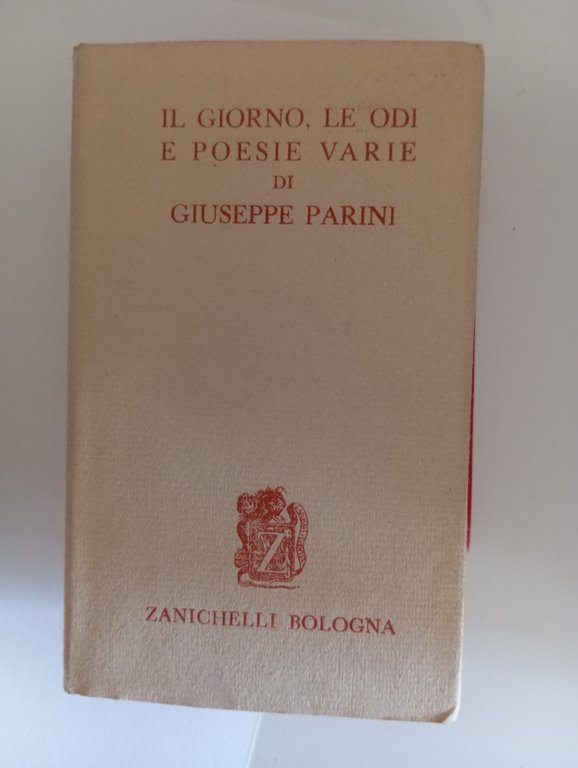 IL GIORNO, LE ODI
E POESIE VARIE
DI
GIUSEPPE PARINI
Z
ZANICHELLI BOLOGNA